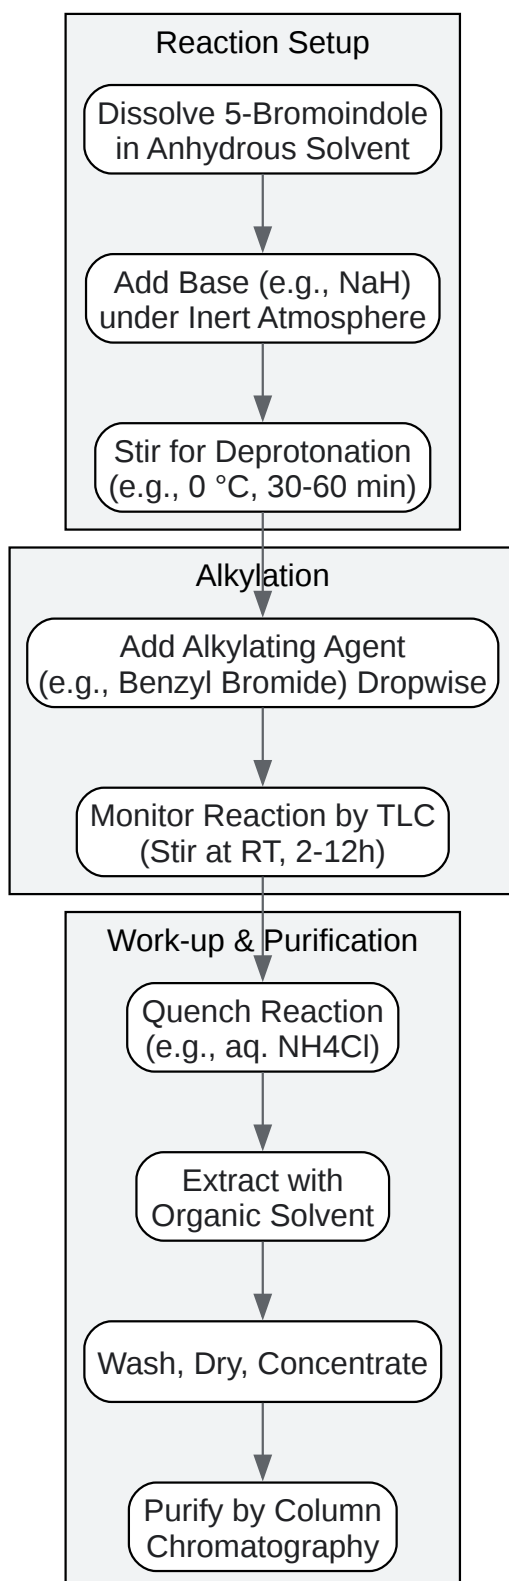 Reaction Setup
Dissolve 5-Bromoindole
in Anhydrous Solvent
Add Base (e.g., NaH)
under Inert Atmosphere
Stir for Deprotonation
(e.g., 0 °C, 30-60 min)
Alkylation
Add Alkylating Agent
(e.g., Benzyl Bromide) Dropwise
Monitor Reaction by TLC
(Stir at RT, 2-12h)
Work-up & Purification
Quench Reaction
(e.g., aq. NH4Cl)
Extract with
Organic Solvent
Wash, Dry, Concentrate
Purify by Column
Chromatography